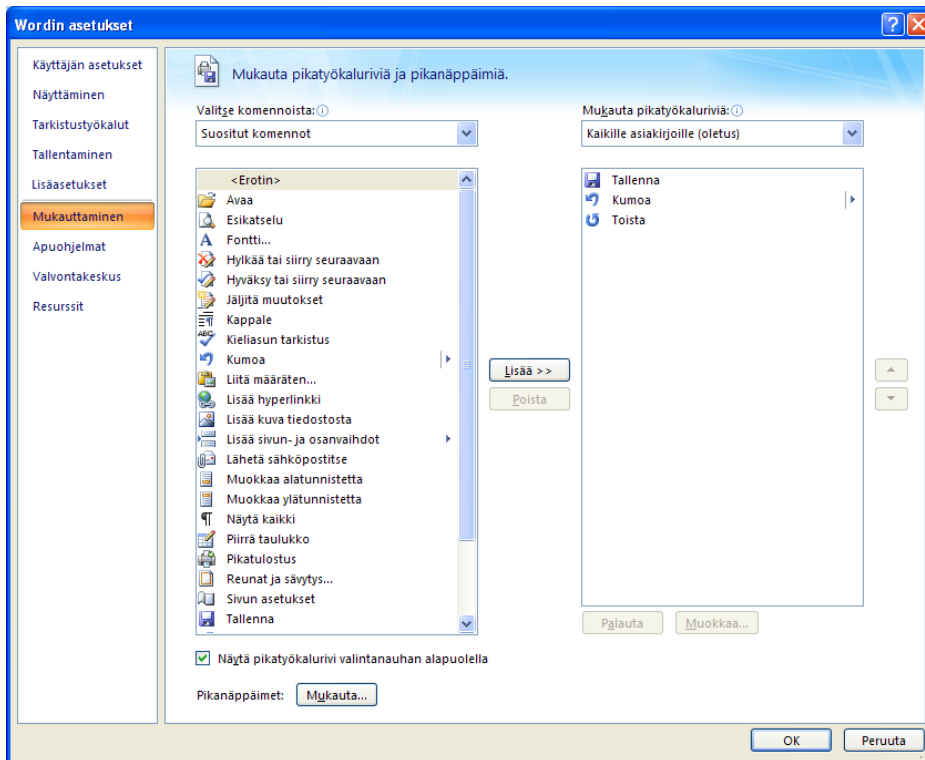 Wordin asetukset
Käyttäjän asetukset
Näyttäminen
Tarkistustyökalut
Tallentaminen
Lisäasetukset
Mukauttaminen
Apuohjelmat
Valvontakeskus
Resurssit
Mukauta pikatyökaluriviä ja pikanäppäimiä.
Valitse komennoista:
Suositut komennot
<Erotin>
Avaa
Esikatselu
Fontti...
Hylkää tai siirry seuraavaan
Hyväksy tai siirry seuraavaan
Jäljitä muutokset
Kappale
Kieliasun tarkistus
Kumoa
Liitä määräten...
Lisää hyperlinkki
Lisää kuva tiedostosta
Lisää sivun- ja osanvaihdot
Lähetä sähköpostitse
Muokkaa alatunnistetta
Muokkaa ylätunnistetta
Näytä kaikki
Piirrä taulukko
Pikatulostus
Reunat ja sävytys...
Sivun asetukset
Tallenna
Lisää >>
Poista
Mukauta pikatyökaluriviä:
Kaikille asiakirjoille (oletus)
Tallenna
Kumoa
Toista
Palauta Muokkaa...
Näytä pikatyökalurivi valintanauhan alapuolella
Pikanäppäimet: Mukauta...
OK Peruuta